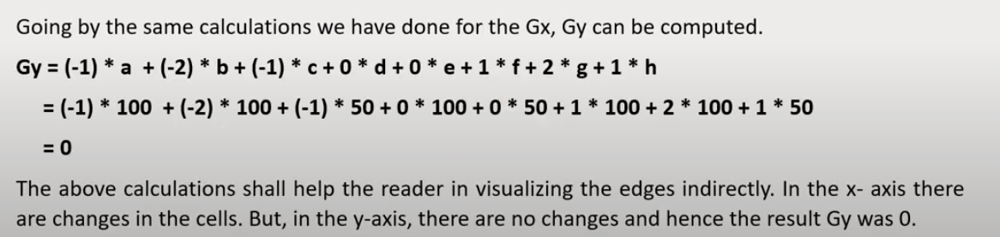 Going by the same calculations we have done for the Gx, Gy can be computed.
Gy = (-1) * a + (-2) * b + (-1) * c + 0 * d + 0 * e + 1 * f + 2 * g + 1 * h
= (-1) * 100 + (-2) * 100 + (-1) * 50 + 0 * 100 + 0 * 50 + 1 * 100 + 2 * 100 + 1 * 50
= 0
The above calculations shall help the reader in visualizing the edges indirectly. In the x- axis there
are changes in the cells. But, in the y-axis, there are no changes and hence the result Gy was 0.